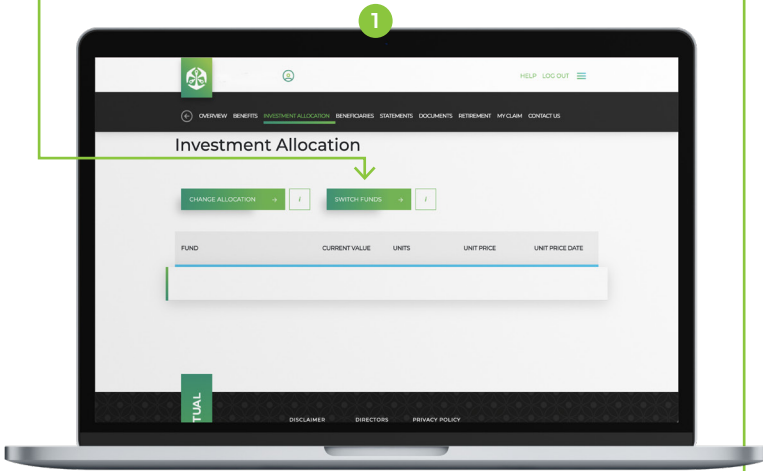 1
HELP LOG OUT
OVERVIEW BENEFITS INVESTMENT ALLOCATION BENEFICIARIES STATEMENTS DOCUMENTS RETIREMENT MY CLAIM CONTACT US
Investment Allocation
CHANGE ALLOCATION → i SWITCH FUNDS → i
FUND CURRENT VALUE UNITS UNIT PRICE UNIT PRICE DATE
TUAL
DISCLAIMER DIRECTORS PRIVACY POLICY